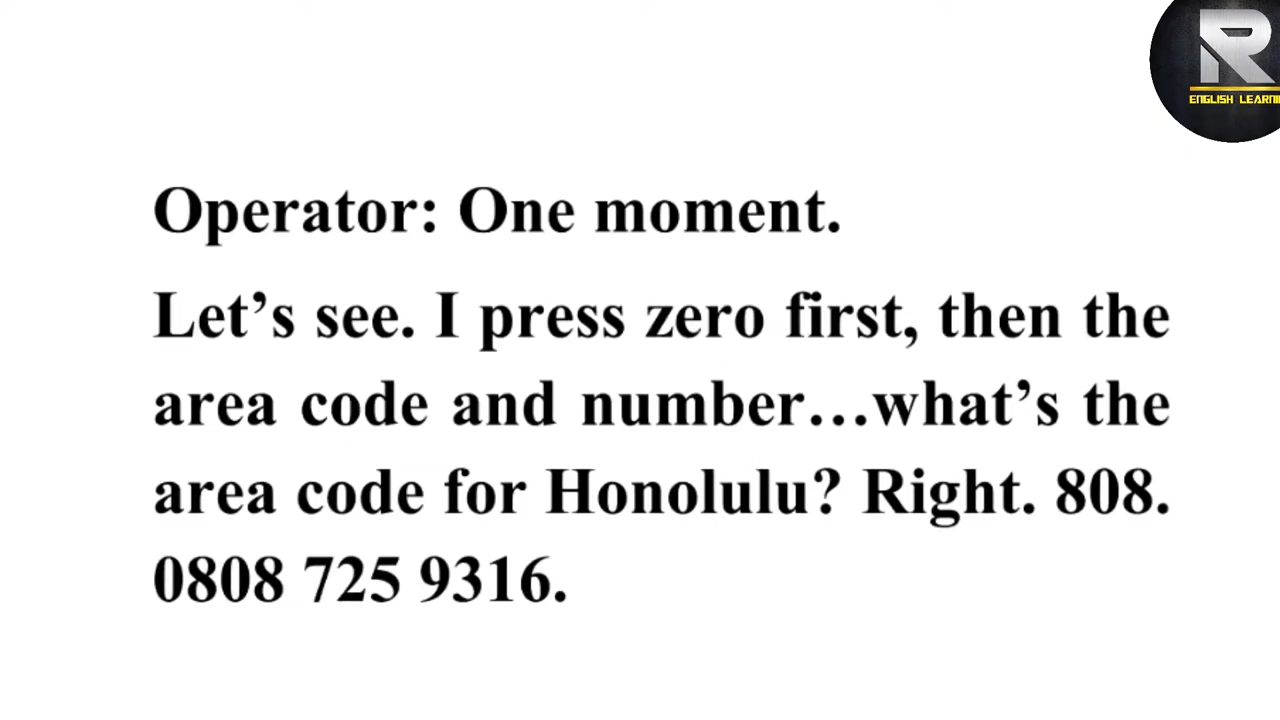 R
ENGLISH LEARNIN
Operator: One moment.
Let’s see. I press zero first, then the
area code and number…what’s the
area code for Honolulu? Right. 808.
0808 725 9316.